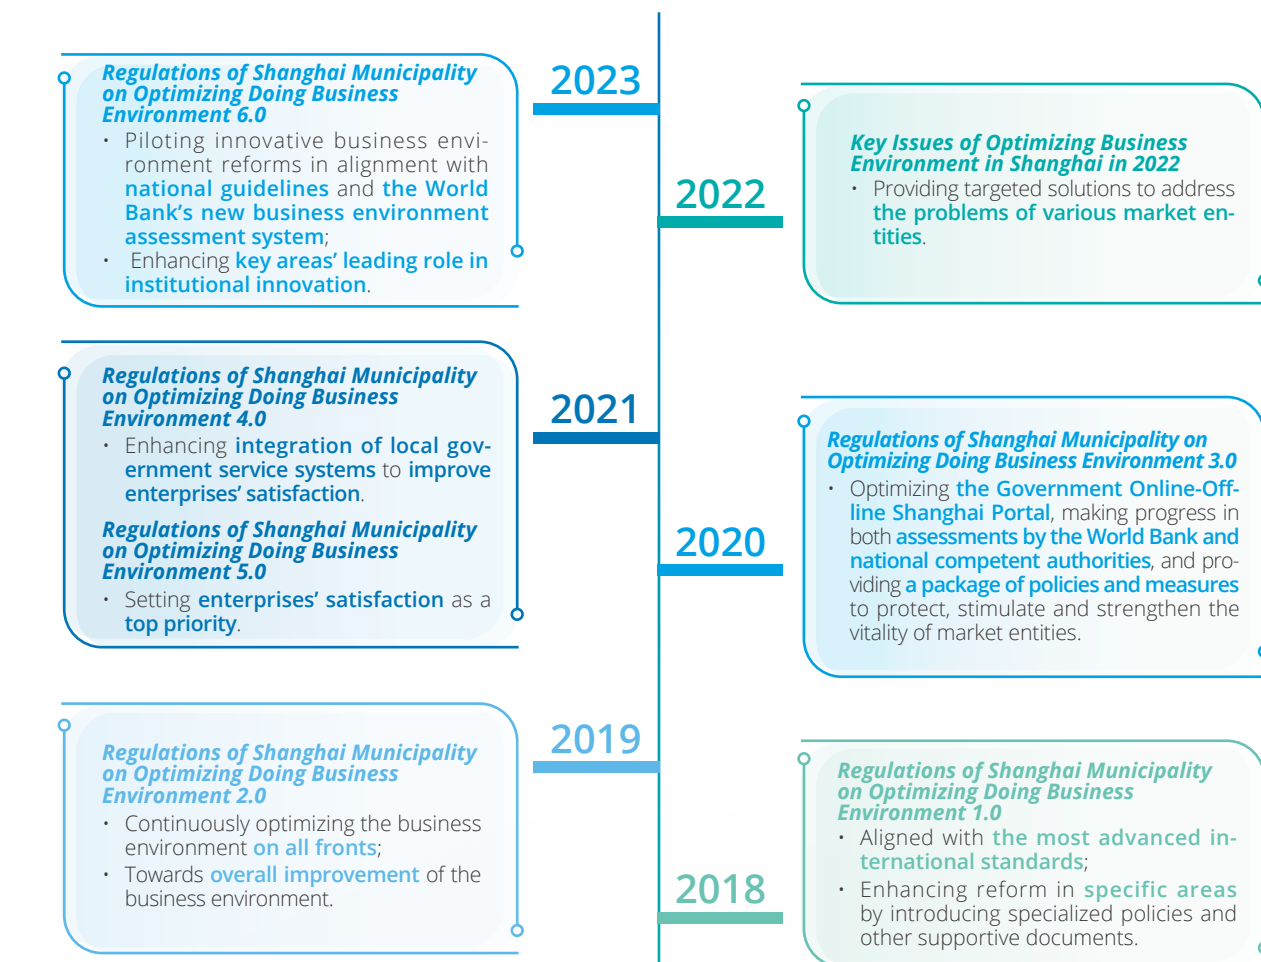 2023
Regulations of Shanghai Municipality
on Optimizing Doing Business
Environment 6.0
• Piloting innovative business envi-
ronment reforms in alignment with
national guidelines and the World
Bank's new business environment
assessment system;
• Enhancing key areas' leading role in
institutional innovation.
2022
Key Issues of Optimizing Business
Environment in Shanghai in 2022
• Providing targeted solutions to address
the problems of various market en-
tities.
2021
Regulations of Shanghai Municipality
on Optimizing Doing Business
Environment 4.0
• Enhancing integration of local gov-
ernment service systems to improve
enterprises' satisfaction.
Regulations of Shanghai Municipality
on Optimizing Doing Business
Environment 5.0
• Setting enterprises' satisfaction as a
top priority.
2020
Regulations of Shanghai Municipality on
Optimizing Doing Business Environment 3.0
• Optimizing the Government Online-Off-
line Shanghai Portal, making progress in
both assessments by the World Bank and
national competent authorities, and pro-
viding a package of policies and measures
to protect, stimulate and strengthen the
vitality of market entities.
2019
Regulations of Shanghai Municipality
on Optimizing Doing Business
Environment 2.0
• Continuously optimizing the business
environment on all fronts;
• Towards overall improvement of the
business environment.
2018
Regulations of Shanghai Municipality
on Optimizing Doing Business
Environment 1.0
• Aligned with the most advanced in-
ternational standards;
• Enhancing reform in specific areas
by introducing specialized policies and
other supportive documents.